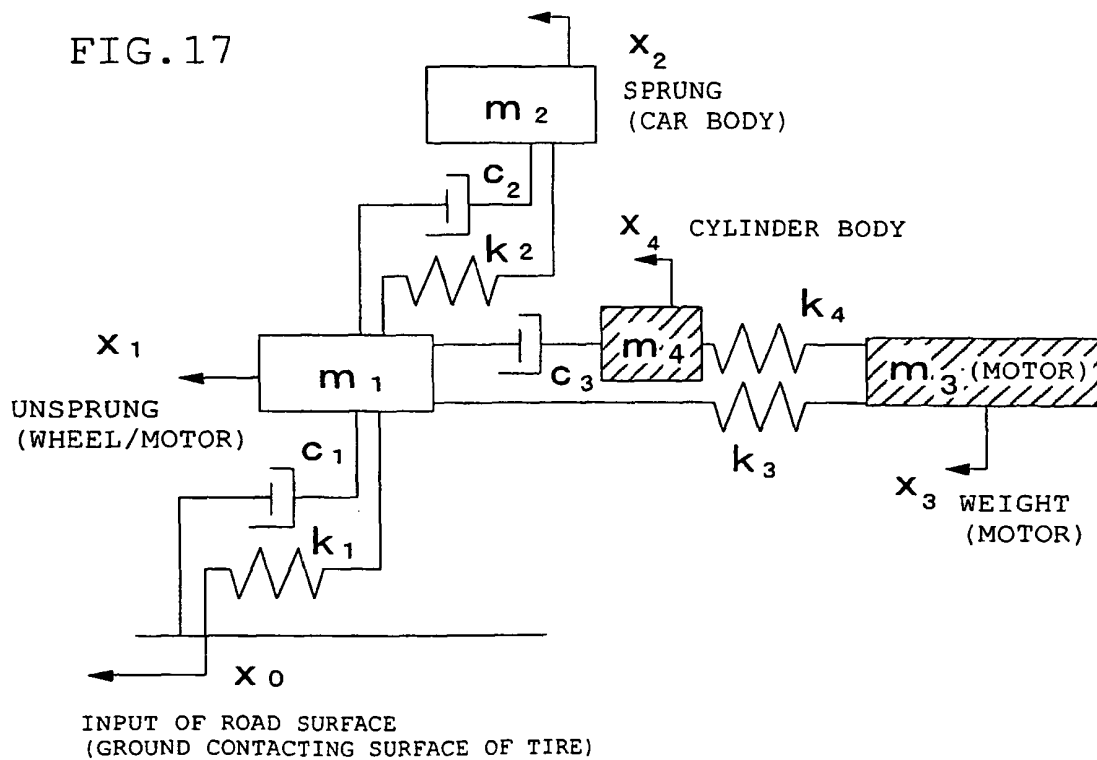 FIG.17
x2
SPRUNG
(CAR BODY)
m2
c2
k2
x4 CYLINDER BODY
x1
m1
c3
m4
k4
m3 (MOTOR)
UNSPRUNG
(WHEEL/MOTOR)
k3
c1
x3 WEIGHT
(MOTOR)
k1
x0
INPUT OF ROAD SURFACE
(GROUND CONTACTING SURFACE OF TIRE)